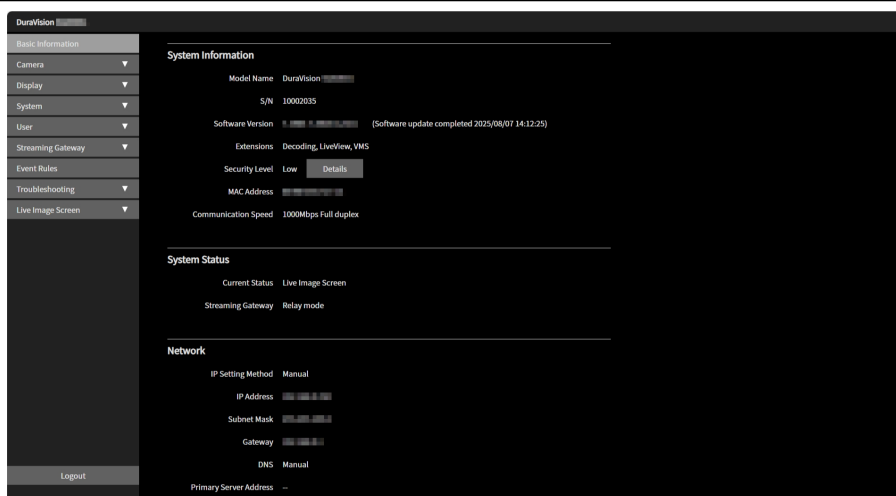 DuraVision
Basic Information
Camera ▼
Display ▼
System ▼
User ▼
Streaming Gateway ▼
Event Rules
Troubleshooting ▼
Live Image Screen ▼
Logout
System Information
Model Name DuraVision
S/N 10002035
Software Version (Software update completed 2025/08/07 14:12:25)
Extensions Decoding, LiveView, VMS
Security Level Low Details
MAC Address
Communication Speed 1000Mbps Full duplex
System Status
Current Status Live Image Screen
Streaming Gateway Relay mode
Network
IP Setting Method Manual
IP Address
Subnet Mask
Gateway
DNS Manual
Primary Server Address --